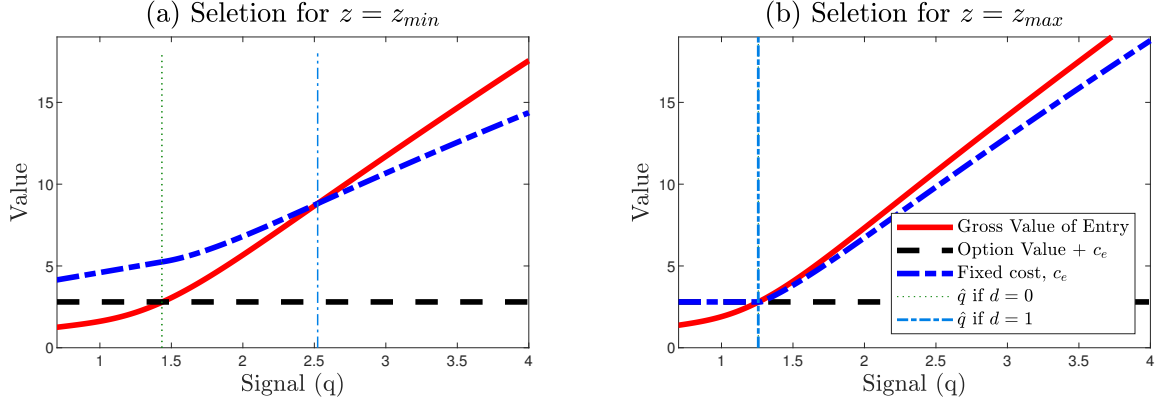 (a) Seletion for z = z_min
Value
15
10
5
0
1
1.5
2
2.5
3
3.5
4
Signal (q)
(b) Seletion for z = z_max
Value
15
10
5
0
1
1.5
2
2.5
3
3.5
4
Signal (q)
Gross Value of Entry
Option Value + c_e
Fixed cost, c_e
q̂ if d = 0
q̂ if d = 1